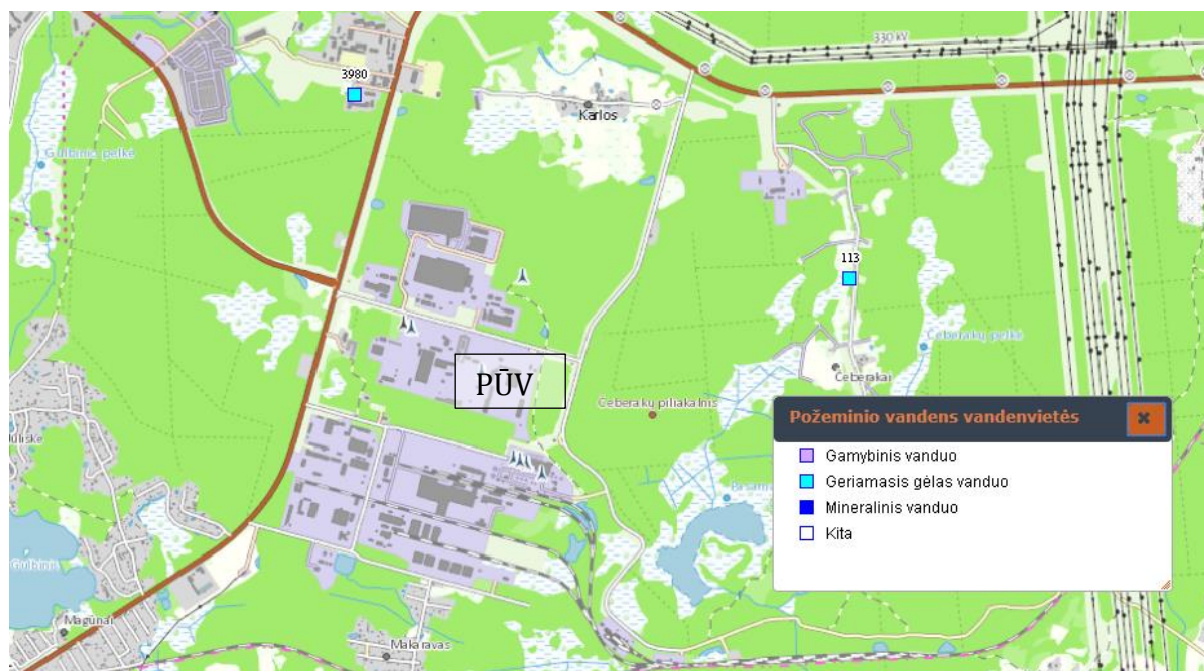 330 kV
3980
Karlos
Gulbino pelkė
113
Čeberakų pelkė
Čeberakai
PŪV
Čeberakų piliakalnis
Požeminio vandens vandenvietės
Gamybinis vanduo
Geriamasis gėlas vanduo
Mineralinis vanduo
Kita
Gulbinis
Magūnai
Makaravas